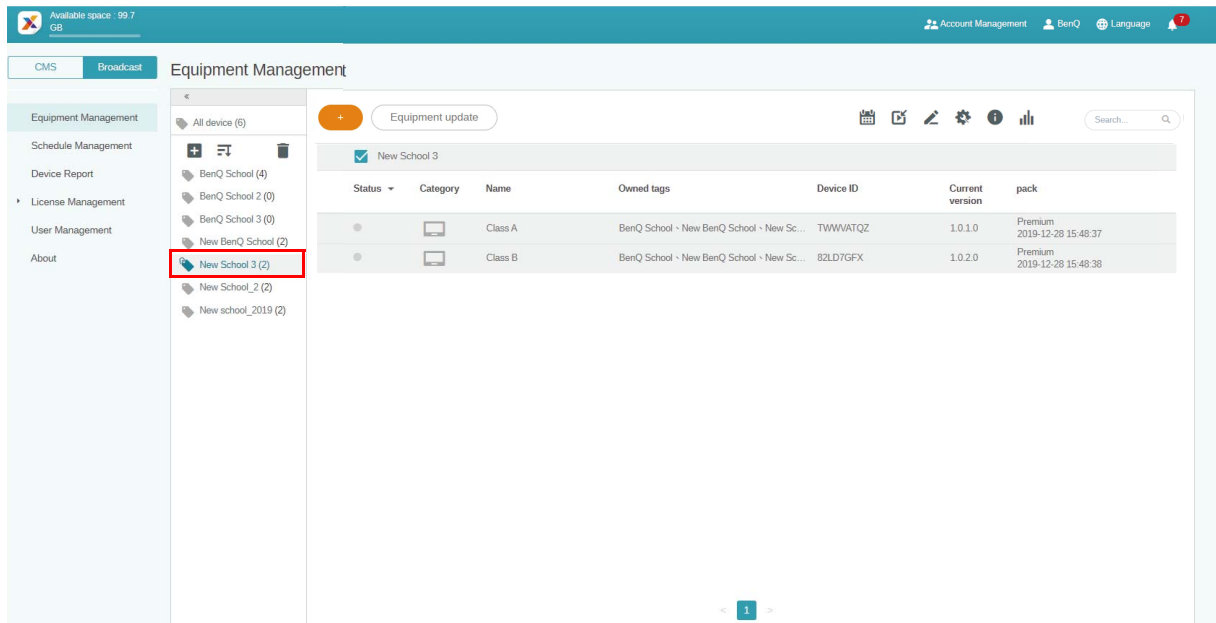 Available space : 99.7
GB
Account Management
BenQ
Language
7
CMS
Broadcast
Equipment Management
Equipment Management
Schedule Management
Device Report
License Management
User Management
About
All device (6)
BenQ School (4)
BenQ School 2 (0)
BenQ School 3 (0)
New BenQ School (2)
New School 3 (2)
New School_2 (2)
New school_2019 (2)
+
Equipment update
Search...
New School 3
Status Category Name Owned tags Device ID Current version pack
Class A BenQ School、New BenQ School、New Sc... TWWVATQZ 1.0.1.0 Premium
2019-12-28 15:48:37
Class B BenQ School、New BenQ School、New Sc... 82LD7GFX 1.0.2.0 Premium
2019-12-28 15:48:38
< 1 >